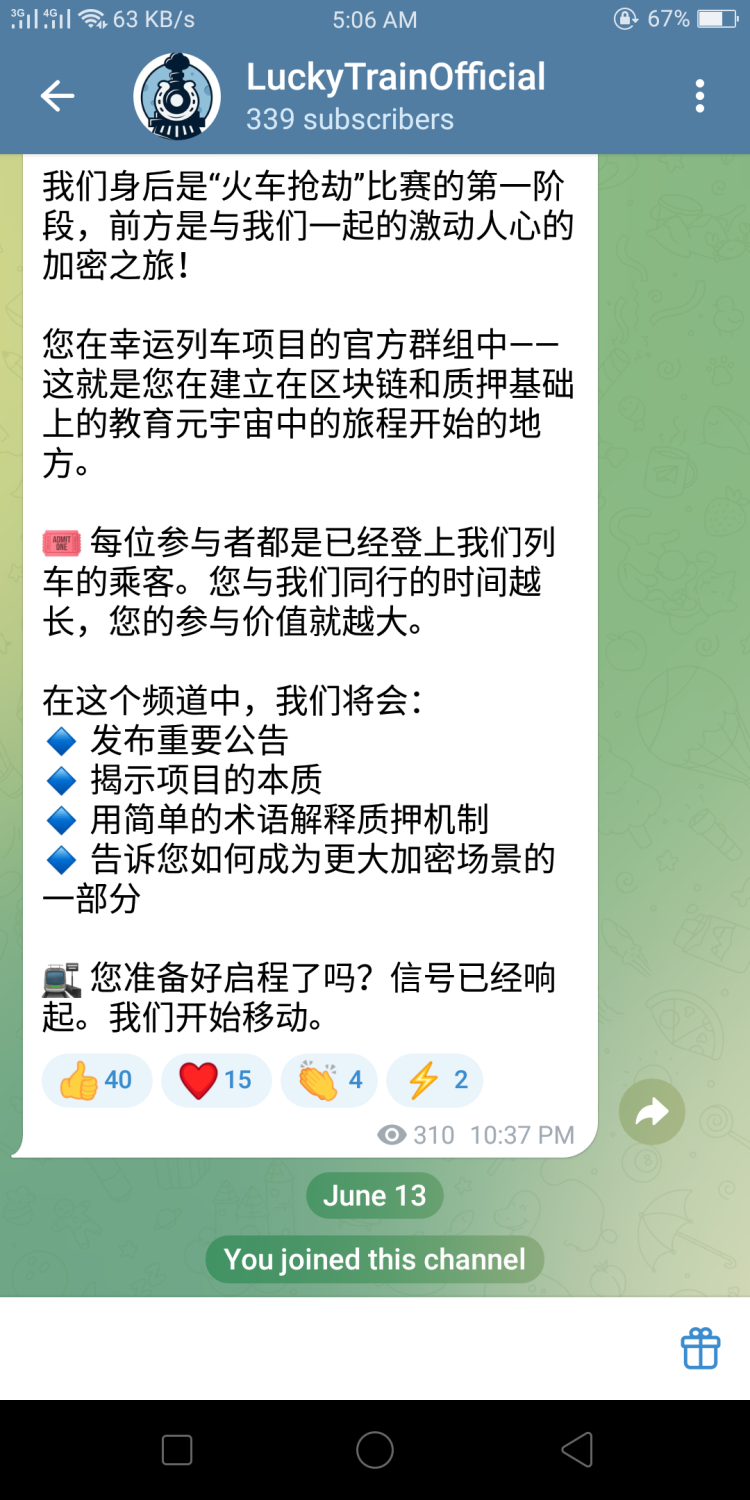 3G 4G 63 KB/s 5:06 AM 67%
LuckyTrainOfficial
339 subscribers
我们身后是“火车抢劫”比赛的第一阶
段，前方是与我们一起的激动人心的
加密之旅！
您在幸运列车项目的官方群组中——
这就是您在建立在区块链和质押基础
上的教育元宇宙中的旅程开始的地
方。
🎟 每位参与者都是已经登上我们列
车的乘客。您与我们同行的时间越
长，您的参与价值就越大。
在这个频道中，我们将会：
🔹 发布重要公告
🔹 揭示项目的本质
🔹 用简单的术语解释质押机制
🔹 告诉您如何成为更大加密场景的
一部分
🚉 您准备好启程了吗？信号已经响
起。我们开始移动。
👍 40 ❤ 15 👏 4 ⚡ 2
310 10:37 PM
June 13
You joined this channel